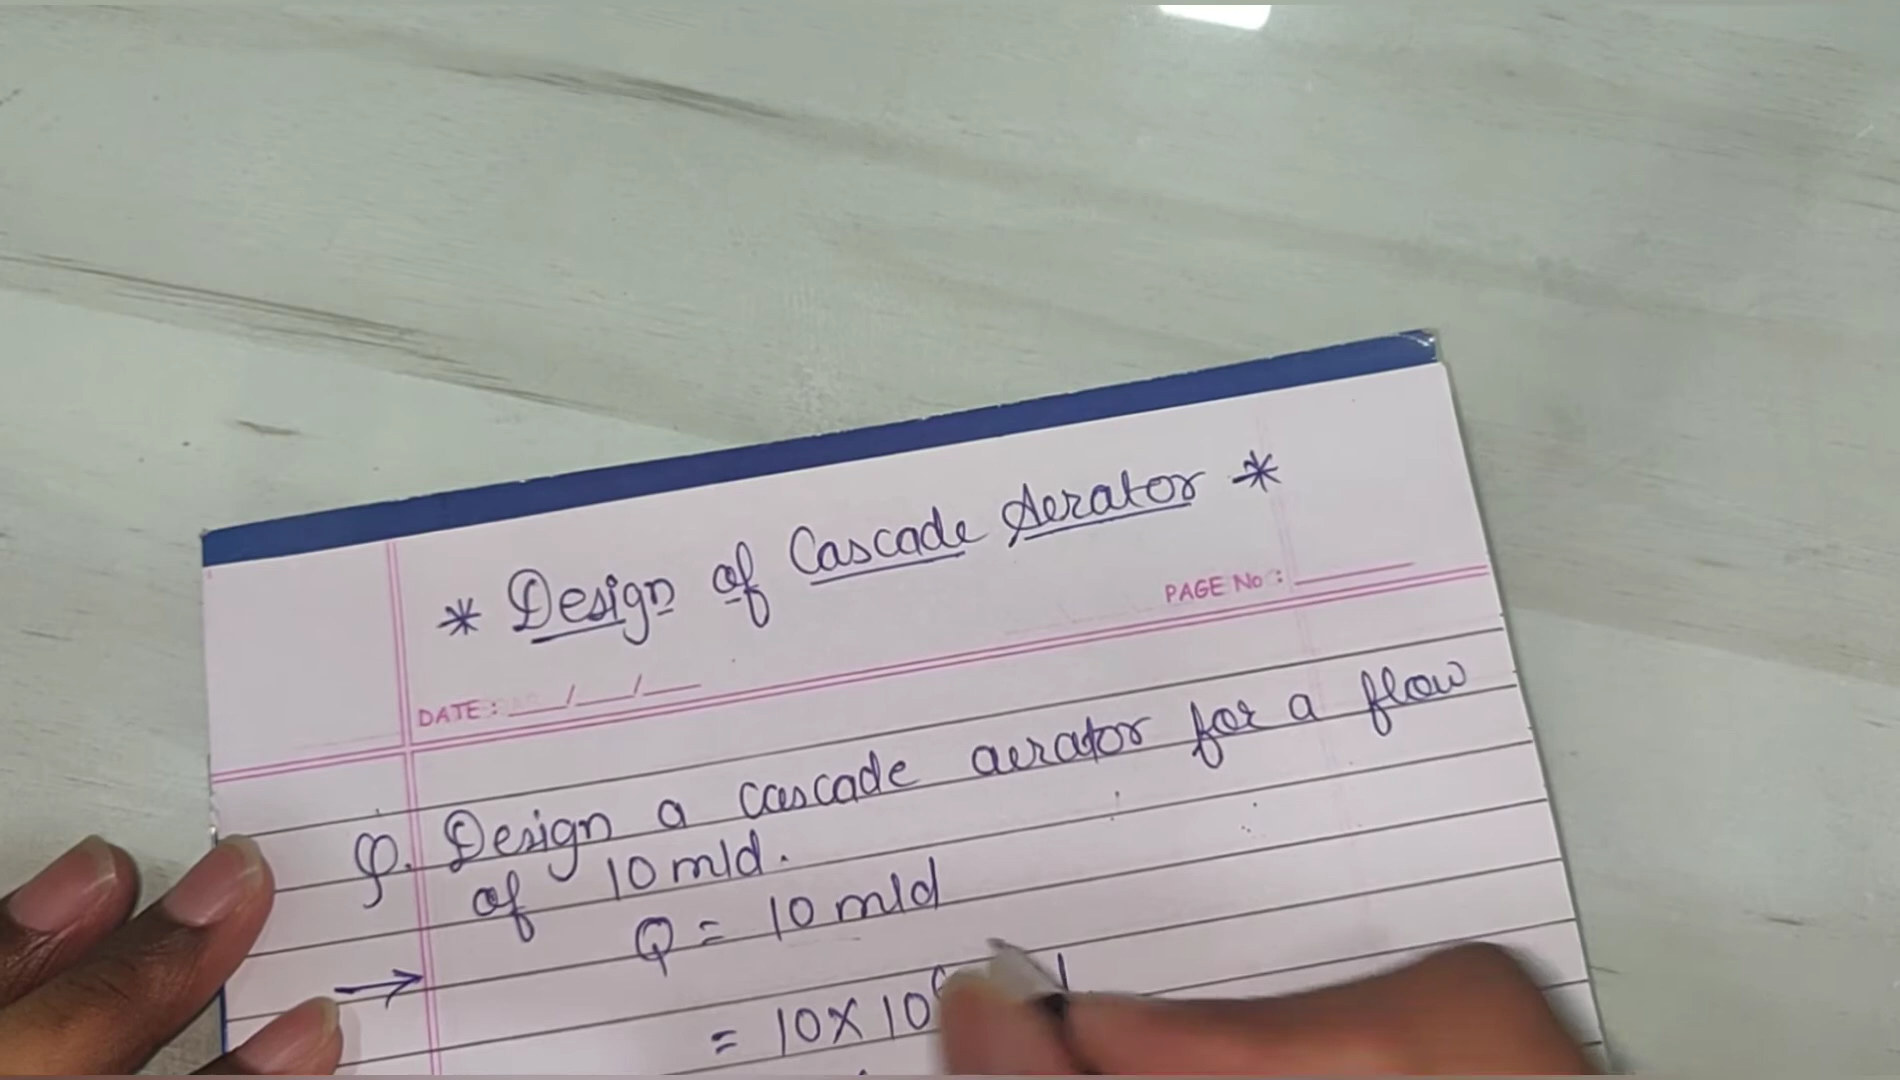 * Design of Cascade Aerator *
PAGE No :
DATE : / /
Q. Design a cascade aerator for a flow
of 10 mld.
→ Q = 10 mld
= 10 X 10